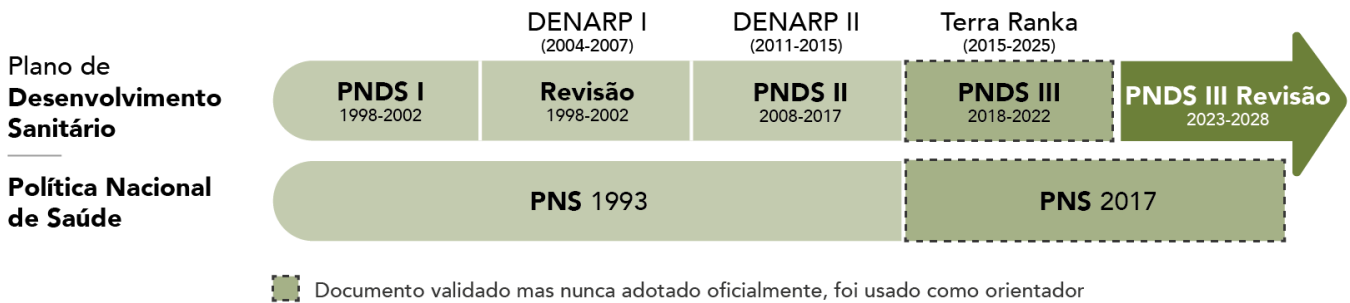 DENARP I
(2004-2007)
DENARP II
(2011-2015)
Terra Ranka
(2015-2025)
Plano de
Desenvolvimento
Sanitário
PNDS I
1998-2002
Revisão
1998-2002
PNDS II
2008-2017
PNDS III
2018-2022
PNDS III Revisão
2023-2028
Política Nacional
de Saúde
PNS 1993
PNS 2017
Documento validado mas nunca adotado oficialmente, foi usado como orientador